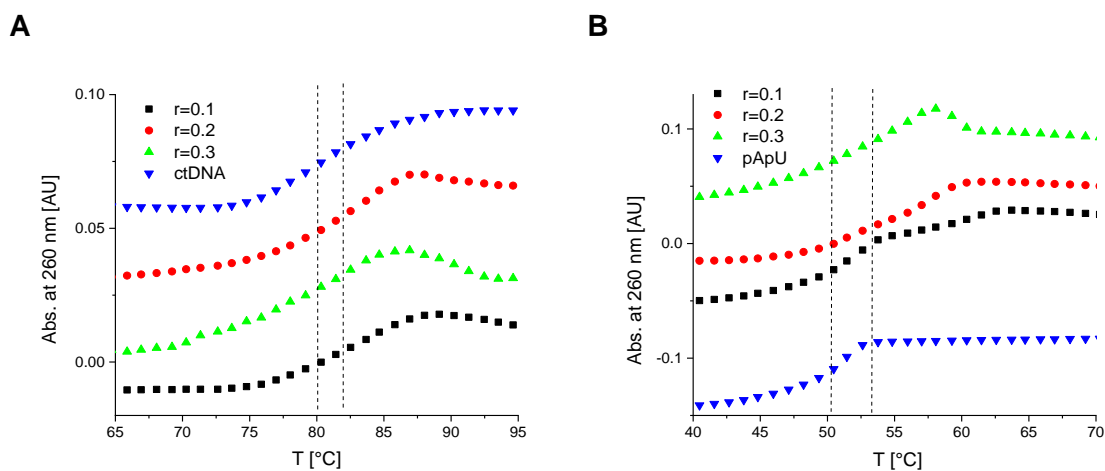 A
Abs. at 260 nm [AU]
0.10
0.05
0.00
r=0.1
r=0.2
r=0.3
ctDNA
65 70 75 80 85 90 95
T [°C]
B
Abs. at 260 nm [AU]
0.1
0.0
-0.1
r=0.1
r=0.2
r=0.3
pApU
40 45 50 55 60 65 70
T [°C]